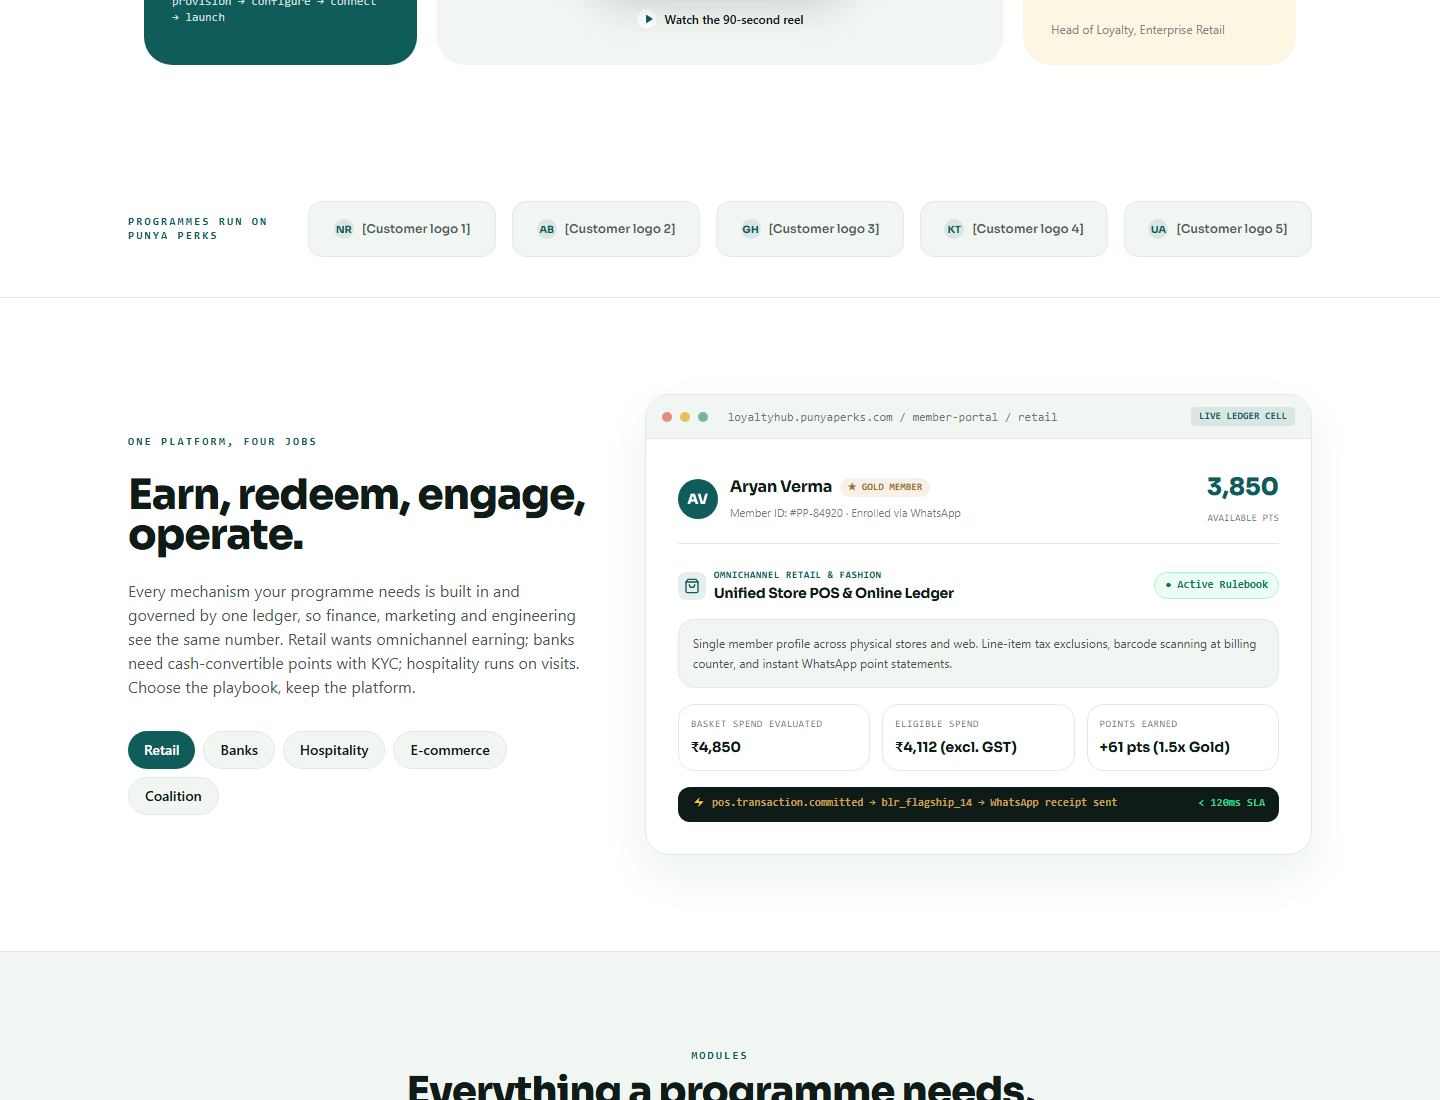 provision → configure → connect
→ launch
Watch the 90-second reel
Head of Loyalty, Enterprise Retail
PROGRAMMES RUN ON
PUNYA PERKS
NR [Customer logo 1]
AB [Customer logo 2]
GH [Customer logo 3]
KT [Customer logo 4]
UA [Customer logo 5]
ONE PLATFORM, FOUR JOBS
Earn, redeem, engage,
operate.
Every mechanism your programme needs is built in and
governed by one ledger, so finance, marketing and engineering
see the same number. Retail wants omnichannel earning; banks
need cash-convertible points with KYC; hospitality runs on visits.
Choose the playbook, keep the platform.
Retail
Banks
Hospitality
E-commerce
Coalition
loyaltyhub.punyaperks.com / member-portal / retail
LIVE LEDGER CELL
AV
Aryan Verma
★ GOLD MEMBER
Member ID: #PP-84920 · Enrolled via WhatsApp
3,850
AVAILABLE PTS
OMNICHANNEL RETAIL & FASHION
Unified Store POS & Online Ledger
● Active Rulebook
Single member profile across physical stores and web. Line-item tax exclusions, barcode scanning at billing
counter, and instant WhatsApp point statements.
BASKET SPEND EVALUATED
₹4,850
ELIGIBLE SPEND
₹4,112 (excl. GST)
POINTS EARNED
+61 pts (1.5x Gold)
pos.transaction.committed → blr_flagship_14 → WhatsApp receipt sent
< 120ms SLA
MODULES
Everything a programme needs.